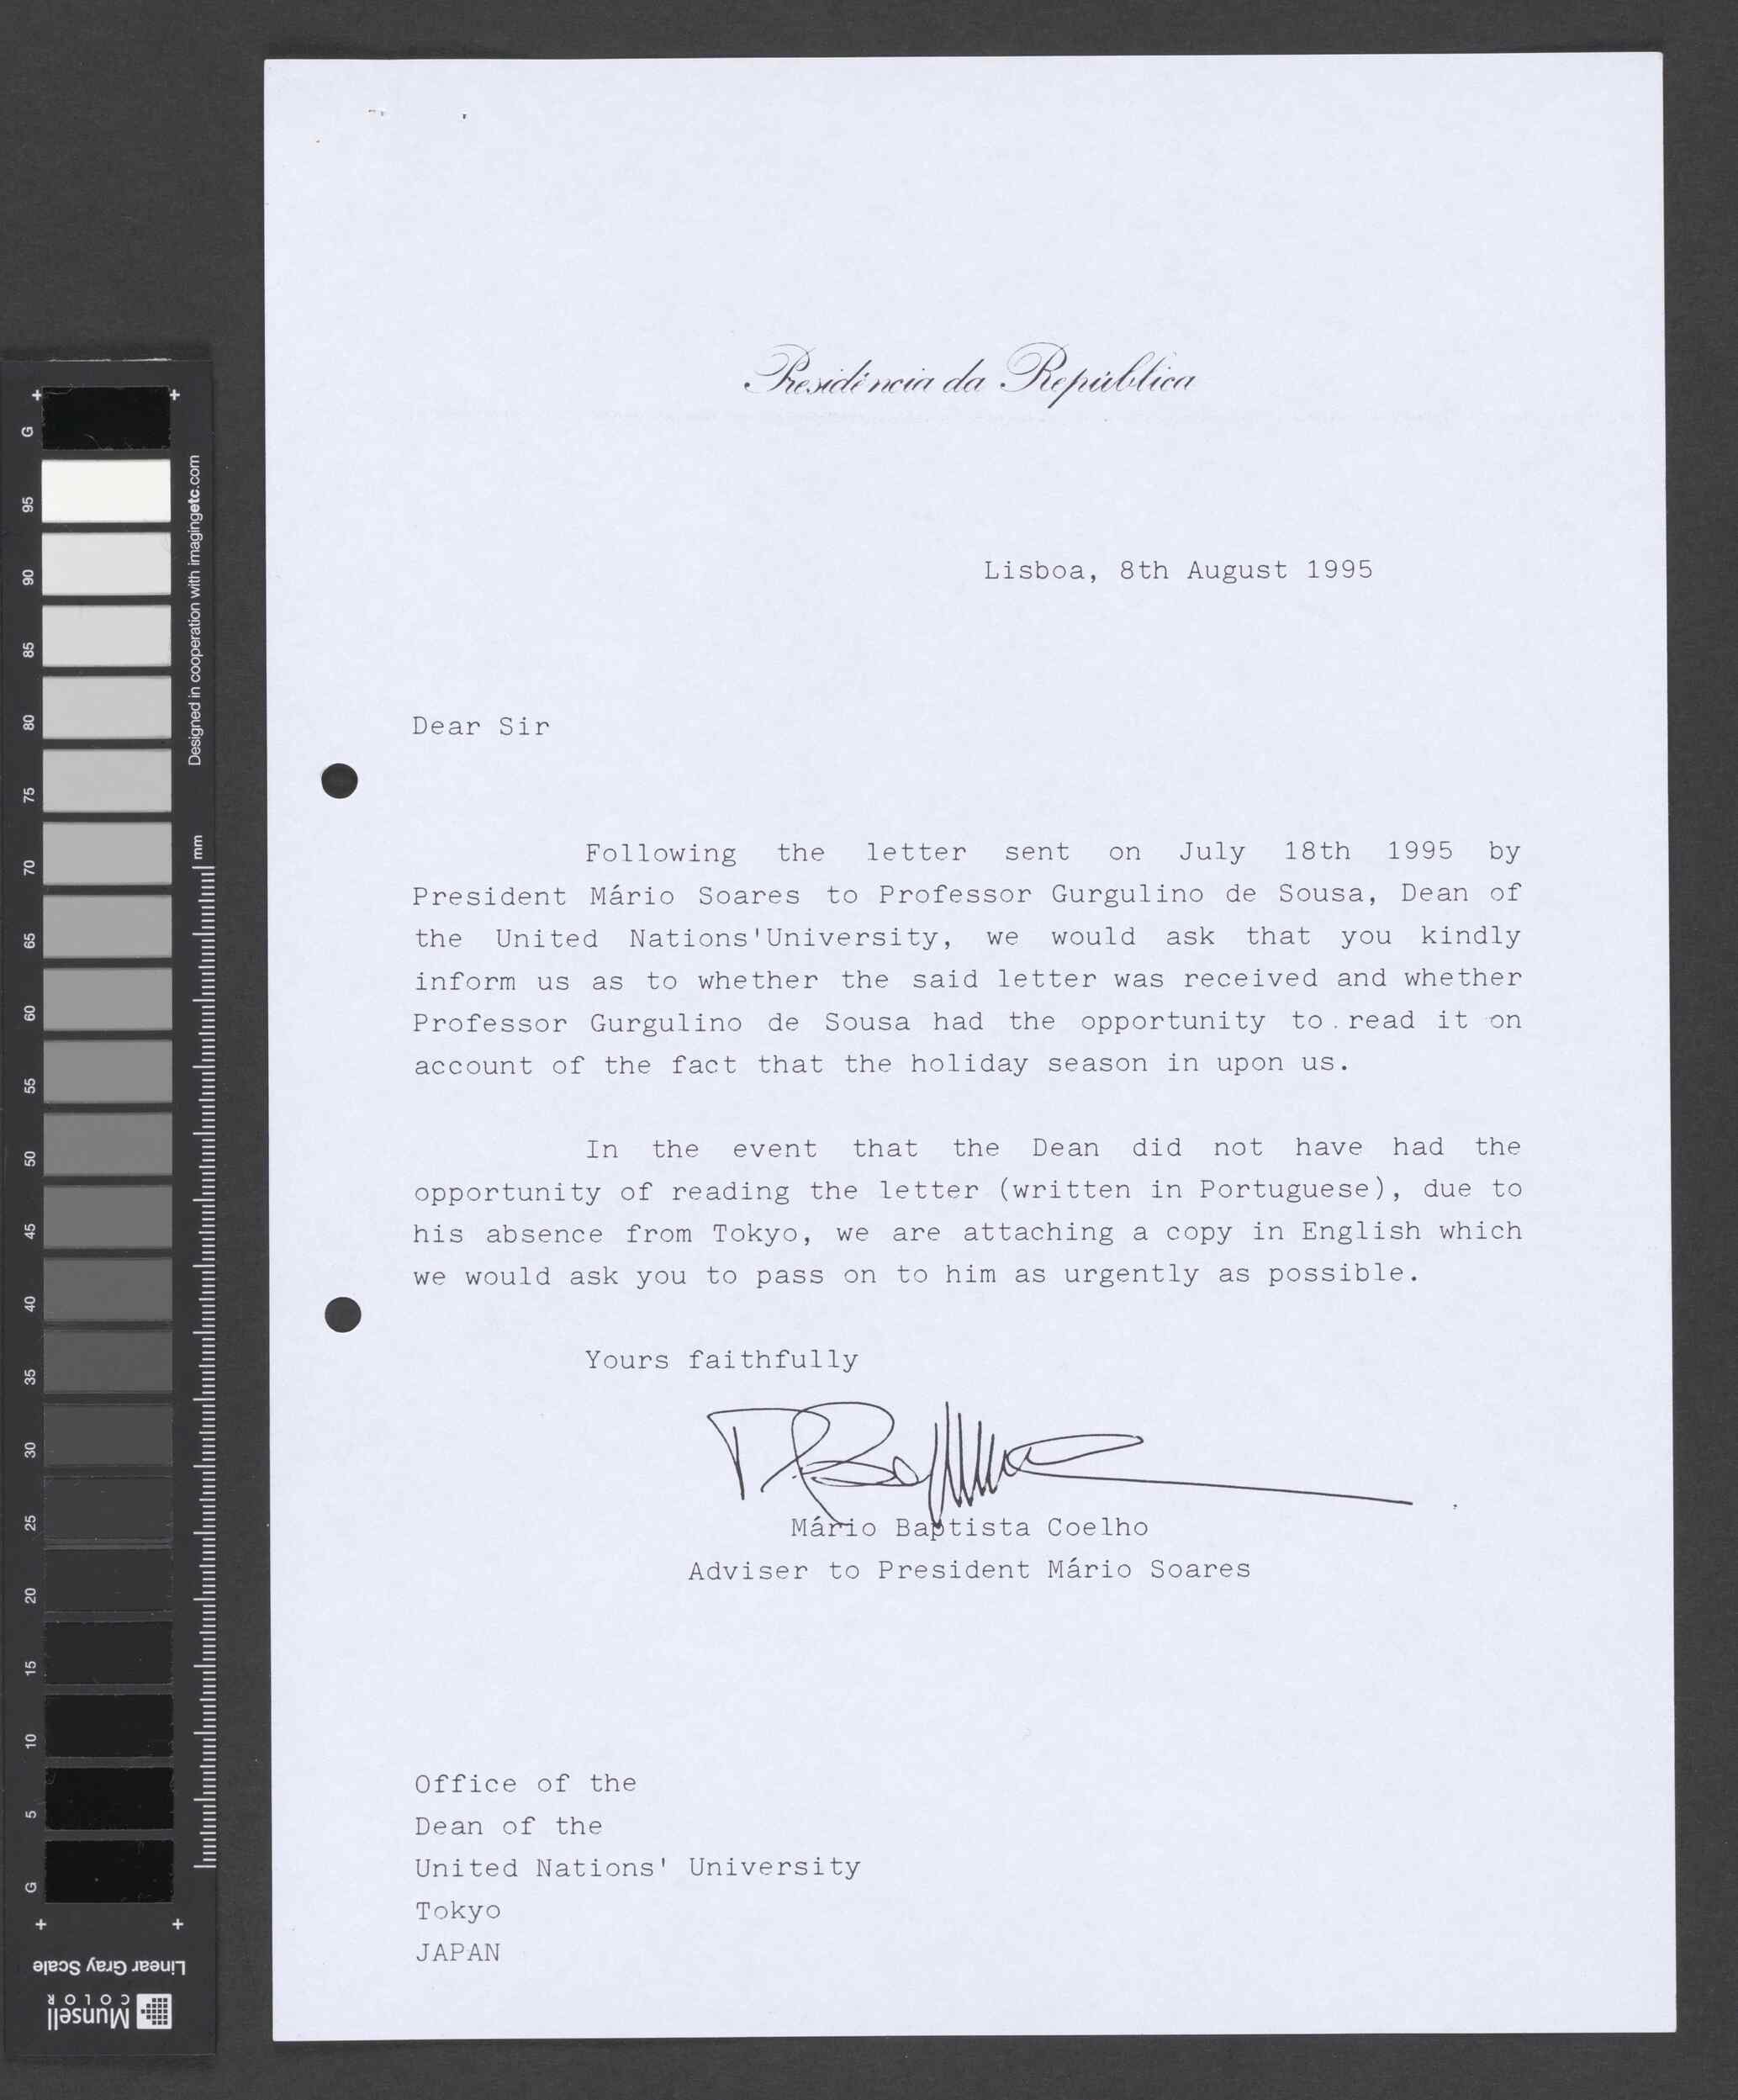 Presidência da República
Lisboa, 8th August 1995
Dear Sir
Following the letter sent on July 18th 1995 by
President Mário Soares to Professor Gurgulino de Sousa, Dean of
the United Nations'University, we would ask that you kindly
inform us as to whether the said letter was received and whether
Professor Gurgulino de Sousa had the opportunity to.read it on
account of the fact that the holiday season in upon us.
In the event that the Dean did not have had the
opportunity of reading the letter (written in Portuguese), due to
his absence from Tokyo, we are attaching a copy in English which
we would ask you to pass on to him as urgently as possible.
Yours faithfully
Mário Baptista Coelho
Adviser to President Mário Soares
Office of the
Dean of the
United Nations' University
Tokyo
JAPAN
G
95
90
85
80
75
70
65
60
55
50
45
40
35
30
25
20
15
10
5
G
Designed in cooperation with imagingetc.com
mm
Linear Gray Scale
Munsell
COLOR